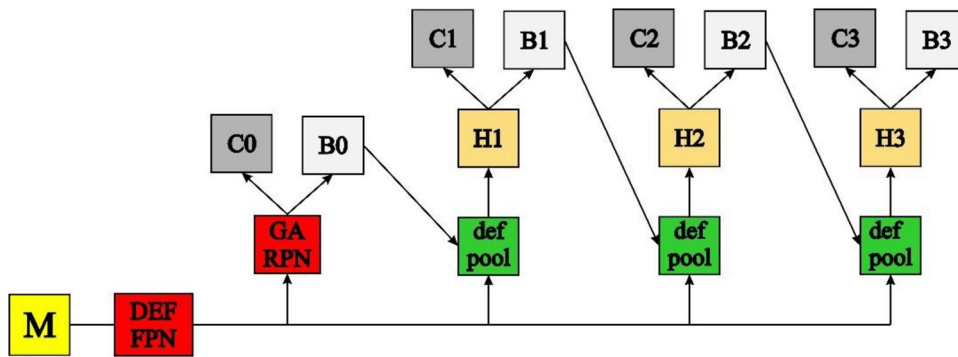 C1
B1
C2
B2
C3
B3
C0
B0
H1
H2
H3
GA
RPN
def
pool
def
pool
def
pool
M
DEF
FPN